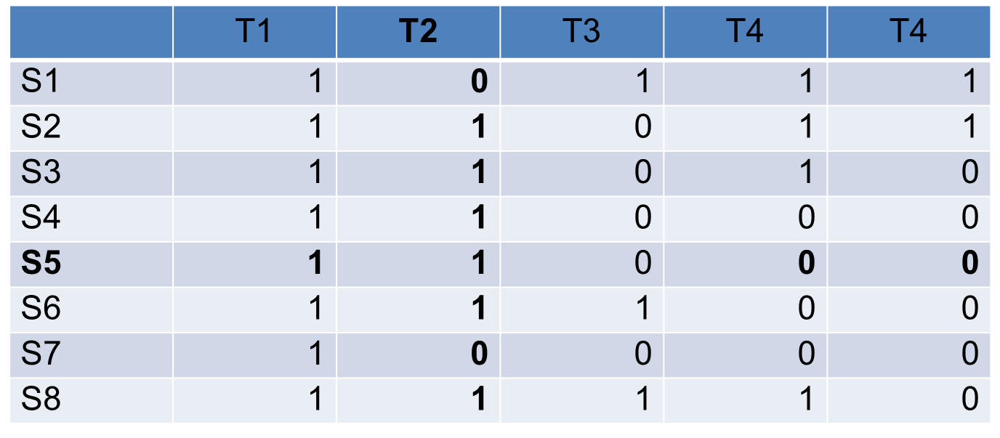 T1 T2 T3 T4 T4
S1 1 0 1 1 1
S2 1 1 0 1 1
S3 1 1 0 1 0
S4 1 1 0 0 0
S5 1 1 0 0 0
S6 1 1 1 0 0
S7 1 0 0 0 0
S8 1 1 1 1 0